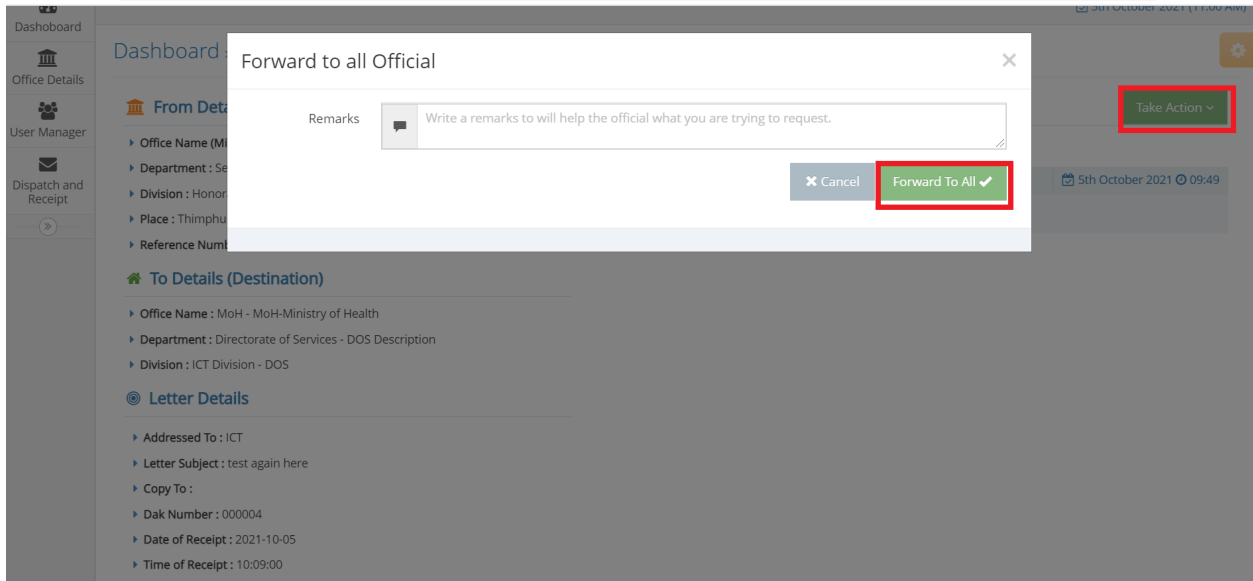 5th October 2021 (11:00 AM)
Dashoboard
Office Details
User Manager
Dispatch and
Receipt
Dashboard
Forward to all Official
×
Remarks
Write a remarks to will help the official what you are trying to request.
Cancel
Forward To All
Take Action
5th October 2021 09:49
From Deta
Office Name (Mi
Department : Se
Division : Honor
Place : Thimphu
Reference Numb
To Details (Destination)
Office Name : MoH - MoH-Ministry of Health
Department : Directorate of Services - DOS Description
Division : ICT Division - DOS
Letter Details
Addressed To : ICT
Letter Subject : test again here
Copy To :
Dak Number : 000004
Date of Receipt : 2021-10-05
Time of Receipt : 10:09:00